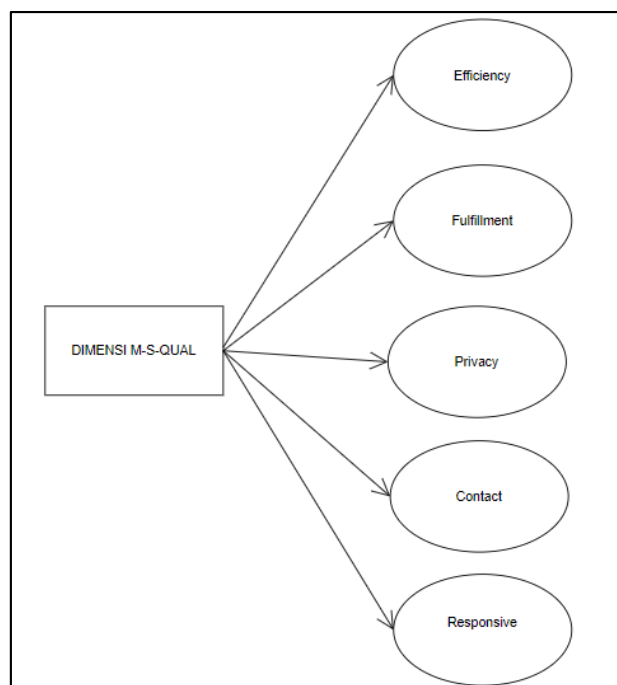 Efficiency
Fulfillment
DIMENSI M-S-QUAL
Privacy
Contact
Responsive